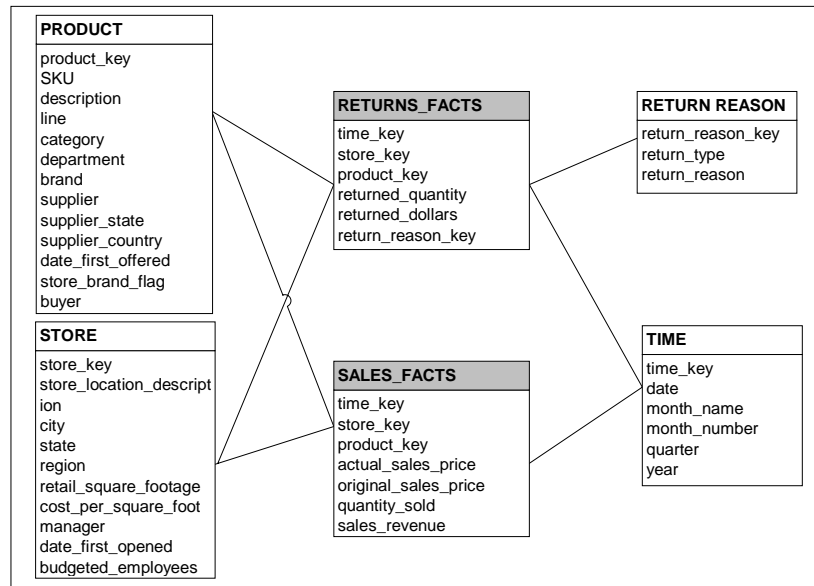 PRODUCT
product_key
SKU
description
line
category
department
brand
supplier
supplier_state
supplier_country
date_first_offered
store_brand_flag
buyer
STORE
store_key
store_location_descript
ion
city
state
region
retail_square_footage
cost_per_square_foot
manager
date_first_opened
budgeted_employees
RETURNS_FACTS
time_key
store_key
product_key
returned_quantity
returned_dollars
return_reason_key
SALES_FACTS
time_key
store_key
product_key
actual_sales_price
original_sales_price
quantity_sold
sales_revenue
RETURN REASON
return_reason_key
return_type
return_reason
TIME
time_key
date
month_name
month_number
quarter
year